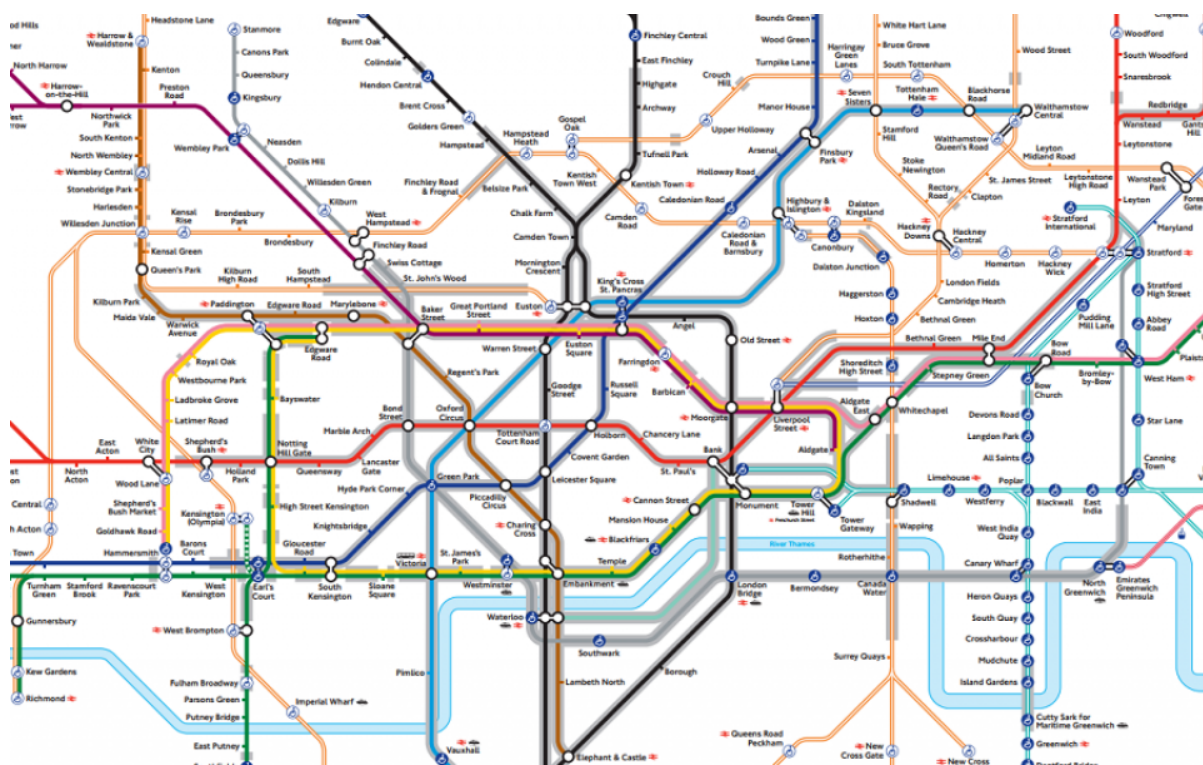 Edgware
Burnt Oak
Colindale
Hendon Central
Brent Cross
Golders Green
Hampstead
Belsize Park
Chalk Farm
Camden Town
Mornington
Crescent
Headstone Lane
Harrow &
Wealdstone
Kenton
North Harrow
Harrow-
on-the-Hill
Northwick
Park
Preston
Road
South Kenton
North Wembley
Wembley Central
Stonebridge Park
Harlesden
Willesden Junction
Kensal Green
Queen's Park
Kilburn Park
Maida Vale
Warwick
Avenue
Royal Oak
Westbourne Park
Ladbroke Grove
Latimer Road
Stanmore
Canons Park
Queensbury
Kingsbury
Wembley Park
Neasden
Dollis Hill
Willesden Green
Kilburn
West
Hampstead
Finchley Road
Swiss Cottage
St. John's Wood
Kensal
Rise
Brondesbury
Park
Brondesbury
Finchley Road
& Frognal
Hampstead
Heath
Gospel
Oak
Kentish
Town West
Kilburn
High Road
South
Hampstead
Paddington
Edgware Road
Marylebone
Baker
Street
Great Portland
Street
Euston
King's Cross
St. Pancras
Edgware
Road
Finchley Central
East Finchley
Highgate
Archway
Tufnell Park
Kentish Town
Camden
Road
Crouch
Hill
Upper Holloway
Bounds Green
Wood Green
Turnpike Lane
Manor House
Arsenal
Holloway Road
Caledonian Road
Caledonian
Road &
Barnsbury
Harringay
Green
Lanes
South Tottenham
White Hart Lane
Bruce Grove
Seven
Sisters
Tottenham
Hale
Blackhorse
Road
Finsbury
Park
Stamford
Hill
Stoke
Newington
Rectory
Road
Clapton
St. James Street
Wood Street
Walthamstow
Central
Walthamstow
Queen's Road
Leyton
Midland Road
Leytonstone
High Road
Wanstead
Park
Woodford
South Woodford
Snaresbrook
Redbridge
Wanstead
Leytonstone
Leyton
Maryland
Stratford
International
Stratford
Stratford
High Street
Abbey
Road
Highbury &
Islington
Canonbury
Dalston
Kingsland
Dalston Junction
Haggerston
Hoxton
Shoreditch
High Street
Hackney
Downs
Hackney
Central
Homerton
Hackney
Wick
London Fields
Cambridge Heath
Bethnal Green
Pudding
Mill Lane
Angel
Old Street
Bethnal Green
Mile End
Bow
Road
Stepney Green
Bow
Church
Bromley-
by-Bow
West Ham
Warren Street
Euston
Square
Farringdon
Barbican
Moorgate
Liverpool
Street
Aldgate
East
Whitechapel
Aldgate
Regent's Park
Goodge
Street
Russell
Square
Bayswater
Bond
Street
Oxford
Circus
Tottenham
Court Road
Holborn
Chancery Lane
St. Paul's
Bank
Devons Road
Langdon Park
All Saints
Poplar
Star Lane
Canning
Town
East
Acton
North
Acton
White
City
Shepherd's
Bush
Wood Lane
Holland
Park
Notting
Hill Gate
Queensway
Lancaster
Gate
Marble Arch
Shepherd's
Bush Market
Goldhawk Road
Hammersmith
Kensington
(Olympia)
High Street Kensington
Hyde Park Corner
Knightsbridge
Green Park
Piccadilly
Circus
Covent Garden
Leicester Square
Charing
Cross
Cannon Street
Mansion House
Blackfriars
Temple
Monument
Tower
Hill
Fenchurch Street
Tower
Gateway
Limehouse
Westferry
Blackwall
East
India
Shadwell
Wapping
Rotherhithe
Canada
Water
West India
Quay
Canary Wharf
Heron Quays
South Quay
Crossharbour
Mudchute
Island Gardens
Cutty Sark for
Maritime Greenwich
Greenwich
River Thames
Barons
Court
Gloucester
Road
Turnham
Green
Stamford
Brook
Ravenscourt
Park
West
Kensington
Earl's
Court
South
Kensington
Sloane
Square
Victoria
St. James's
Park
Westminster
Embankment
Waterloo
Southwark
London
Bridge
Bermondsey
North
Greenwich
Emirates
Greenwich
Peninsula
Gunnersbury
Kew Gardens
Richmond
West Brompton
Fulham Broadway
Parsons Green
Putney Bridge
East Putney
Imperial Wharf
Pimlico
Vauxhall
Lambeth North
Elephant & Castle
Borough
Surrey Quays
Queens Road
Peckham
New
Cross Gate
New Cross